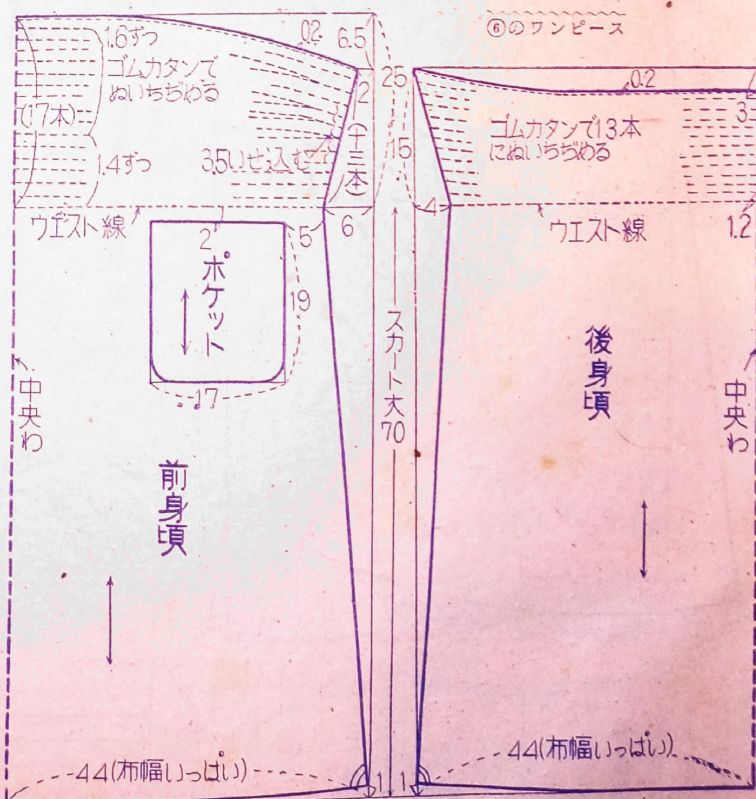 ⑥のワンピース
1.6ずつ
ゴムカタンで
ぬいちぢめる
(17本)
1.4ずつ
3.5いせ込む
0.2
6.5
2
(十三本)
25
15
0.2
3
ゴムカタンで13本
にぬいちぢめる
ウエスト線
2
5
6
4
ウエスト線
1.2
ポケット
19
17
スカート丈
70
中央わ
前身頃
後身頃
中央わ
44(布幅いっぱい)
1
1
44(布幅いっぱい)